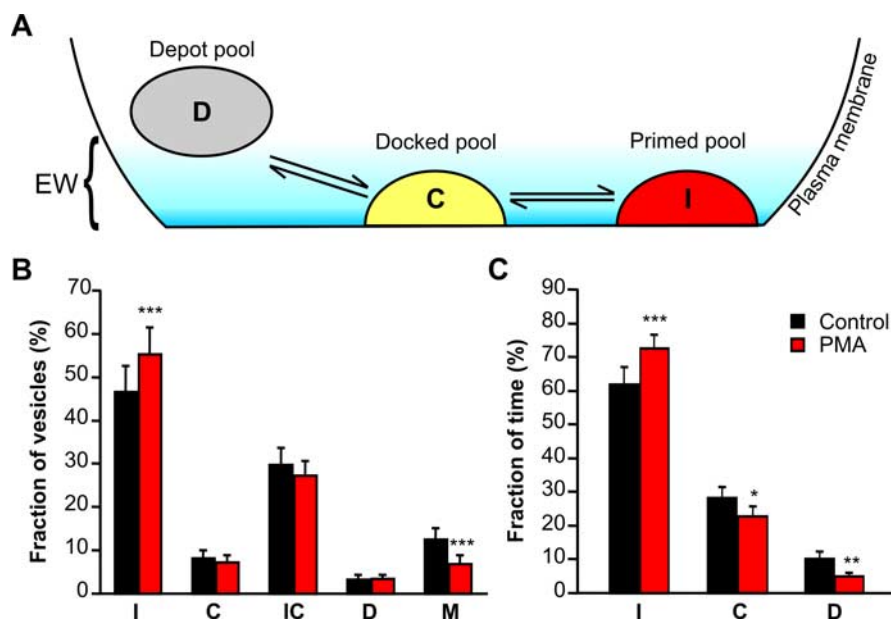 A
Depot pool
D
EW
Docked pool
C
Primed pool
I
Plasma membrane
B
Fraction of vesicles (%)
70
60
50
40
30
20
10
0
***
***
I C IC D M
C
Fraction of time (%)
90
80
70
60
50
40
30
20
10
0
***
*
**
I C D
Control
PMA